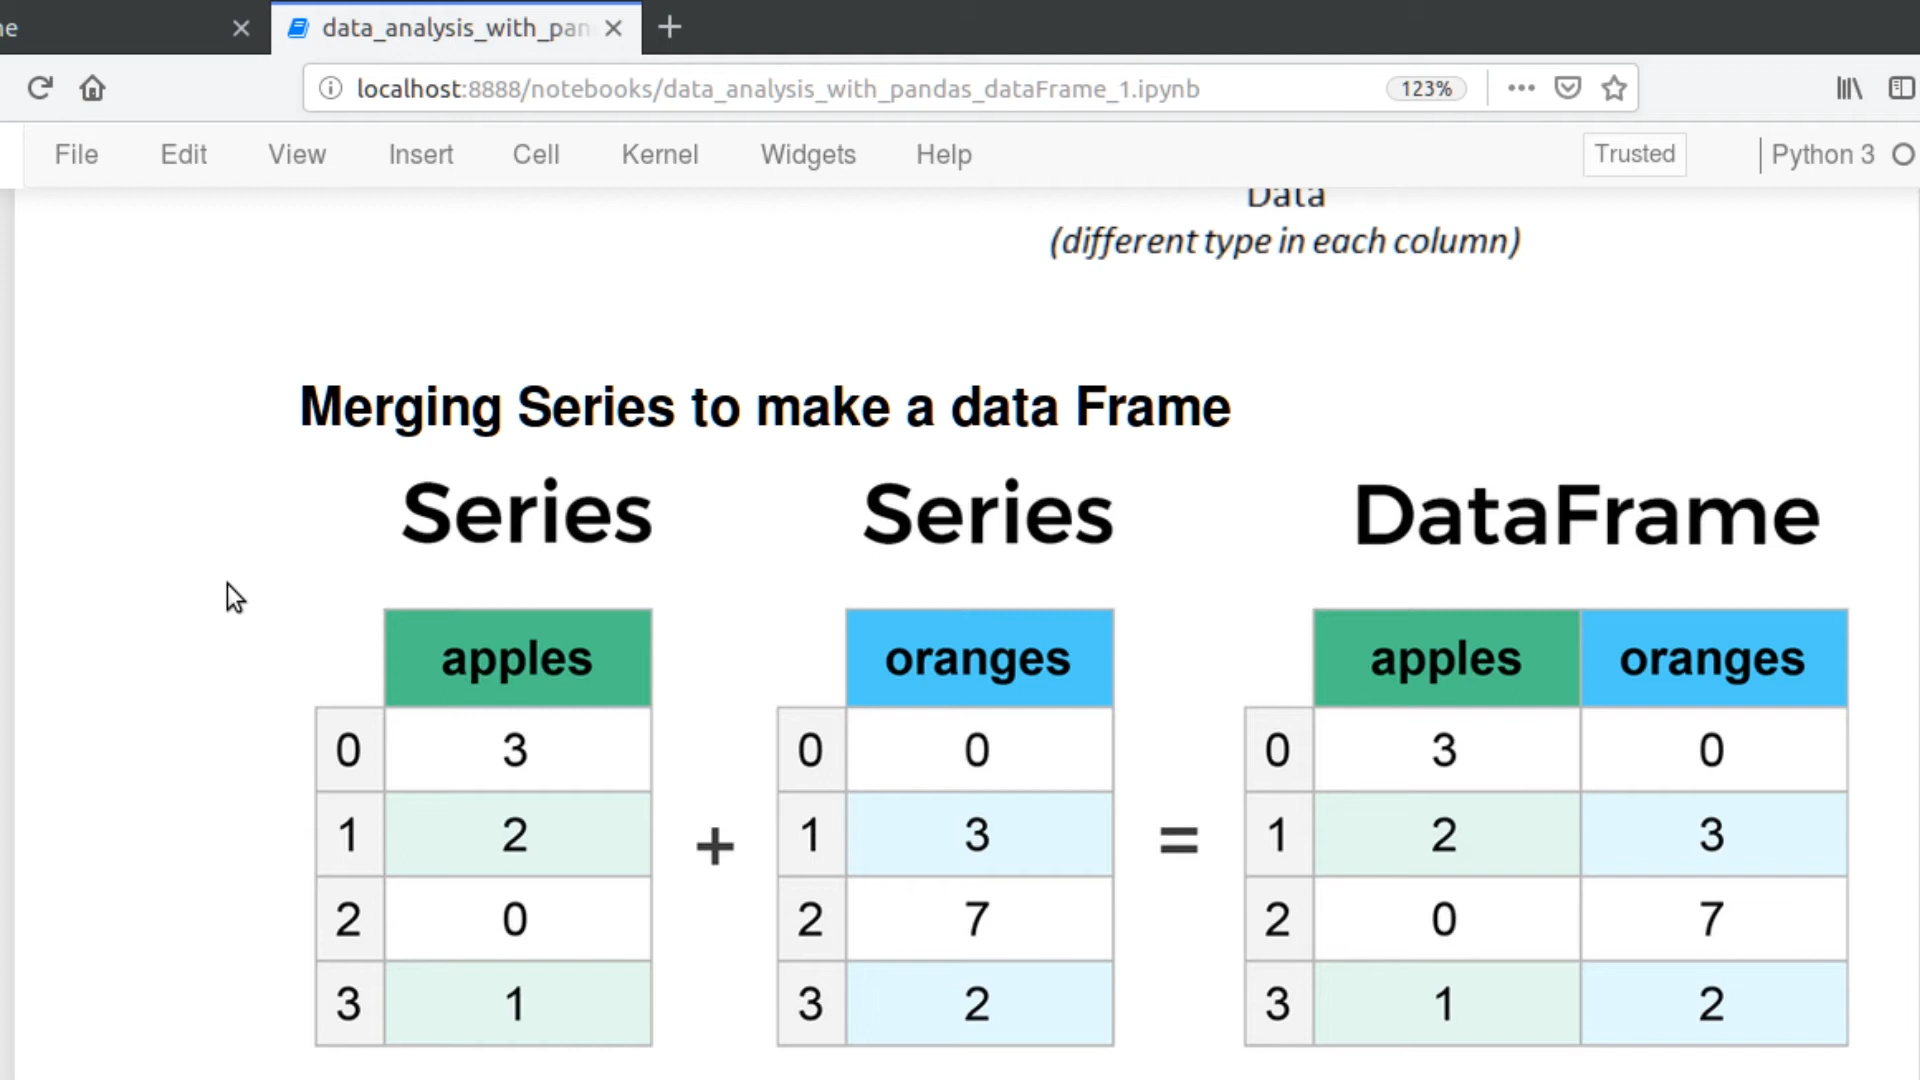 data_analysis_with_pan
localhost:8888/notebooks/data_analysis_with_pandas_dataFrame_1.ipynb 123%
File Edit View Insert Cell Kernel Widgets Help Trusted Python 3
Data
(different type in each column)
Merging Series to make a data Frame
Series Series DataFrame
apples oranges apples oranges
0 3 0 0 0 3 0
1 2 1 3 1 2 3
+ =
2 0 2 7 2 0 7
3 1 3 2 3 1 2